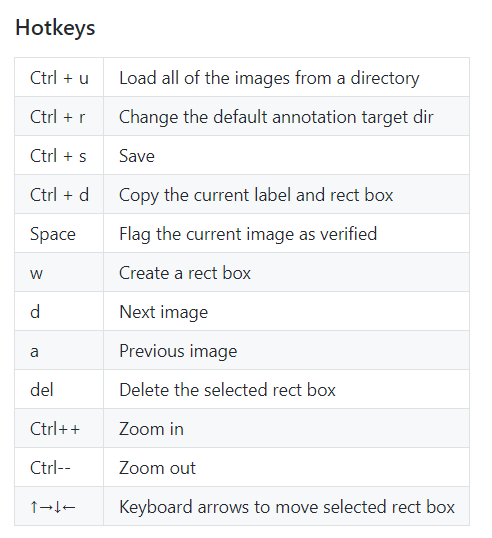 Hotkeys
Ctrl + u Load all of the images from a directory
Ctrl + r Change the default annotation target dir
Ctrl + s Save
Ctrl + d Copy the current label and rect box
Space Flag the current image as verified
w Create a rect box
d Next image
a Previous image
del Delete the selected rect box
Ctrl++ Zoom in
Ctrl-- Zoom out
↑→↓← Keyboard arrows to move selected rect box